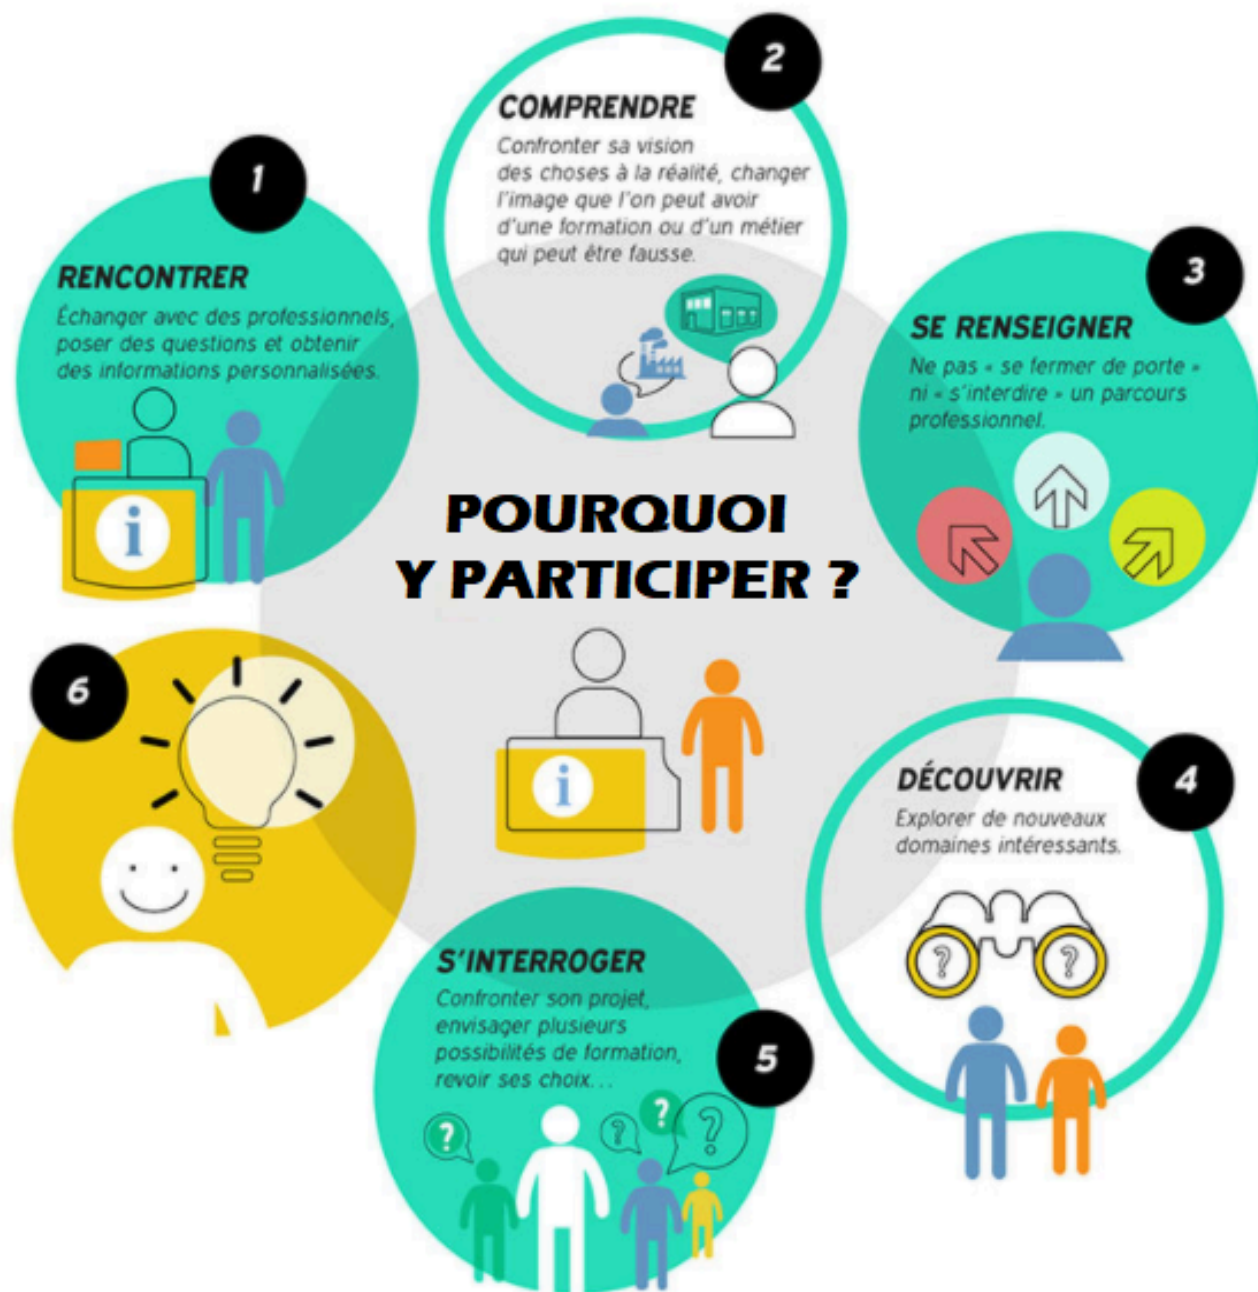 POURQUOI
Y PARTICIPER ?
i
1
RENCONTRER
Échanger avec des professionnels,
poser des questions et obtenir
des informations personnalisées.
i
2
COMPRENDRE
Confronter sa vision
des choses à la réalité, changer
l'image que l'on peut avoir
d'une formation ou d'un métier
qui peut être fausse.
3
SE RENSEIGNER
Ne pas « se fermer de porte »
ni « s'interdire » un parcours
professionnel.
4
DÉCOUVRIR
Explorer de nouveaux
domaines intéressants.
? ?
5
S'INTERROGER
Confronter son projet,
envisager plusieurs
possibilités de formation,
revoir ses choix...
? ? ? ?
6